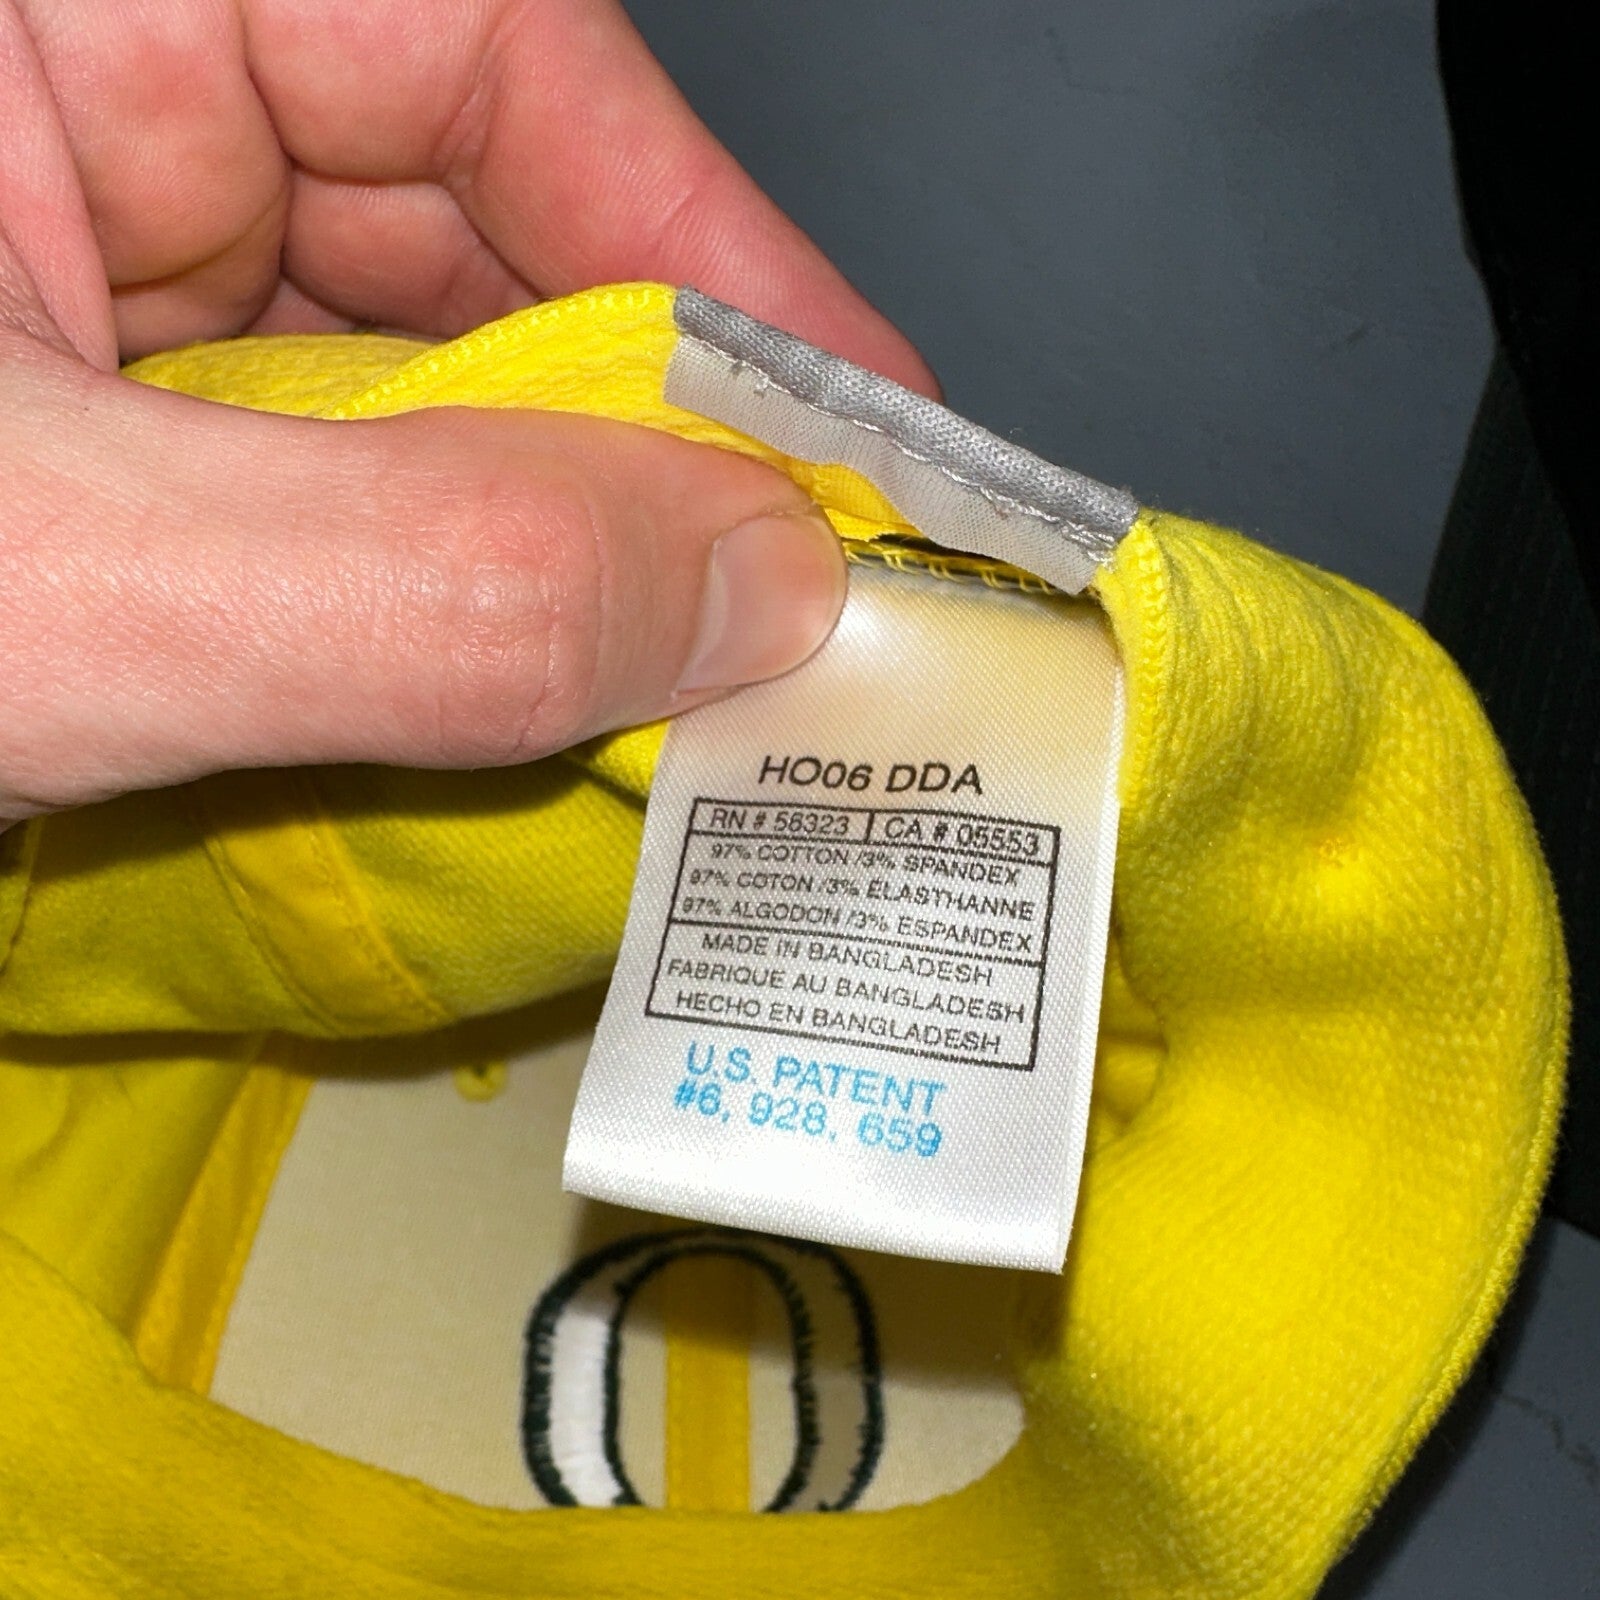 HO06 DDA
RN # 56323 CA # 05553
97% COTTON /3% SPANDEX
97% COTON /3% ÉLASTHANNE
97% ALGODON /3% ESPANDEX
MADE IN BANGLADESH
FABRIQUE AU BANGLADESH
HECHO EN BANGLADESH
U.S. PATENT
#6, 928, 659